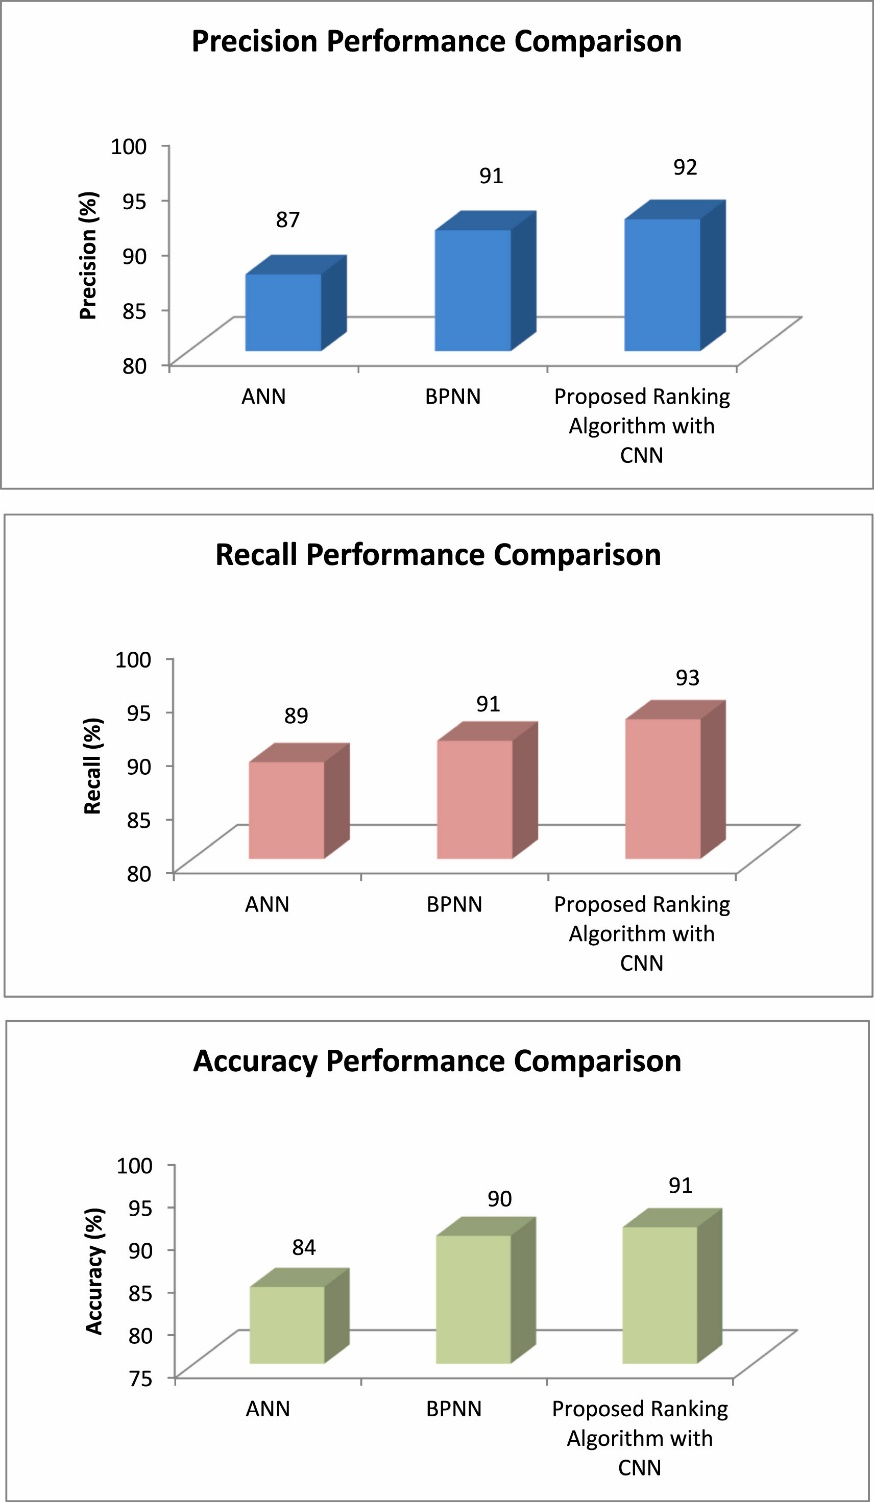 Precision Performance Comparison
100
95
90
85
80
Precision (%)
87
91
92
ANN
BPNN
Proposed Ranking
Algorithm with
CNN
Recall Performance Comparison
100
95
90
85
80
Recall (%)
89
91
93
ANN
BPNN
Proposed Ranking
Algorithm with
CNN
Accuracy Performance Comparison
100
95
90
85
80
75
Accuracy (%)
84
90
91
ANN
BPNN
Proposed Ranking
Algorithm with
CNN